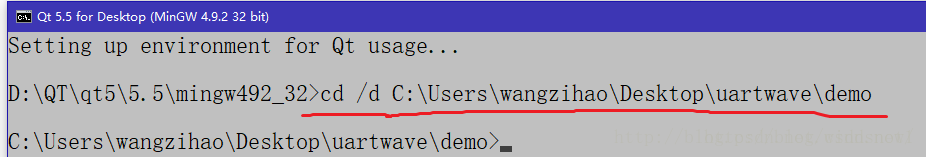 Qt 5.5 for Desktop (MinGW 4.9.2 32 bit)
Setting up environment for Qt usage...
D:\QT\qt5\5.5\mingw492_32>cd /d C:\Users\wangzihao\Desktop\uartwave\demo
C:\Users\wangzihao\Desktop\uartwave\demo>